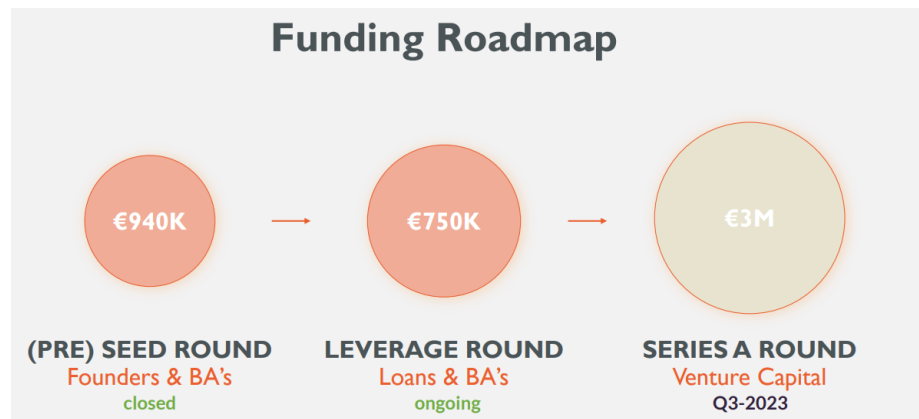 Funding Roadmap
€940K
€750K
€3M
(PRE) SEED ROUND
Founders & BA's
closed
LEVERAGE ROUND
Loans & BA's
ongoing
SERIES A ROUND
Venture Capital
Q3-2023